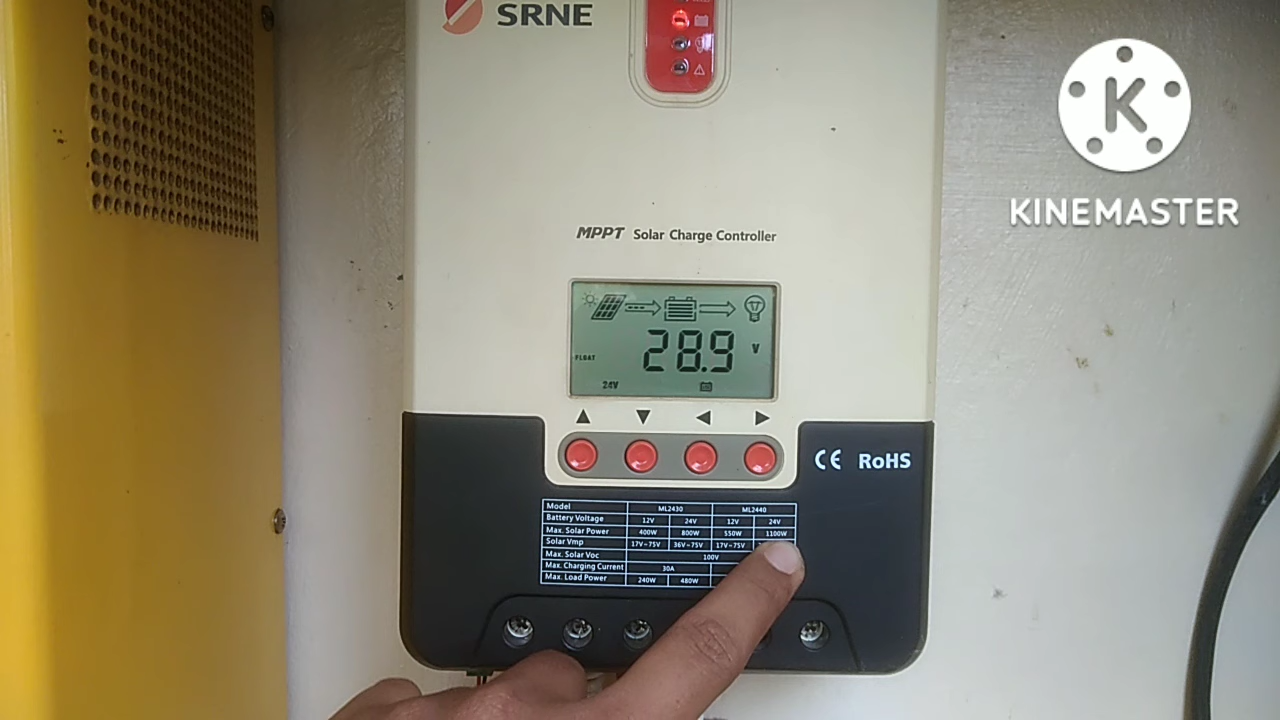 SRNE
K
KINEMASTER
MPPT Solar Charge Controller
28.9 V
FLOAT
24V
CE RoHS
Model ML2430 ML2440
Battery Voltage 12V 24V 12V 24V
Max. Solar Power 400W 800W 550W 1100W
Solar Vmp 17V~75V 36V~75V 17V~75V
Max. Solar Voc 100V
Max. Charging Current 30A
Max. Load Power 240W 480W